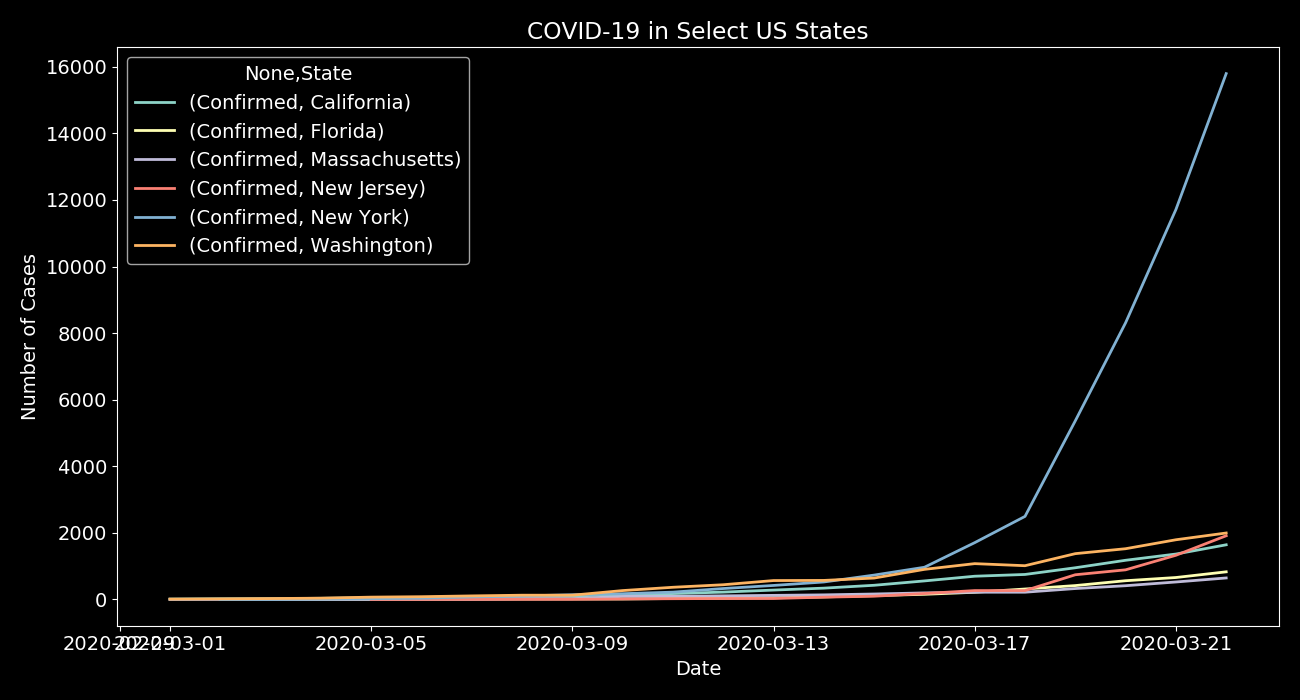 COVID-19 in Select US States
None,State
(Confirmed, California)
(Confirmed, Florida)
(Confirmed, Massachusetts)
(Confirmed, New Jersey)
(Confirmed, New York)
(Confirmed, Washington)
16000
14000
12000
10000
8000
6000
4000
2000
0
Number of Cases
2020-02-29 2020-03-01 2020-03-05 2020-03-09 2020-03-13 2020-03-17 2020-03-21
Date